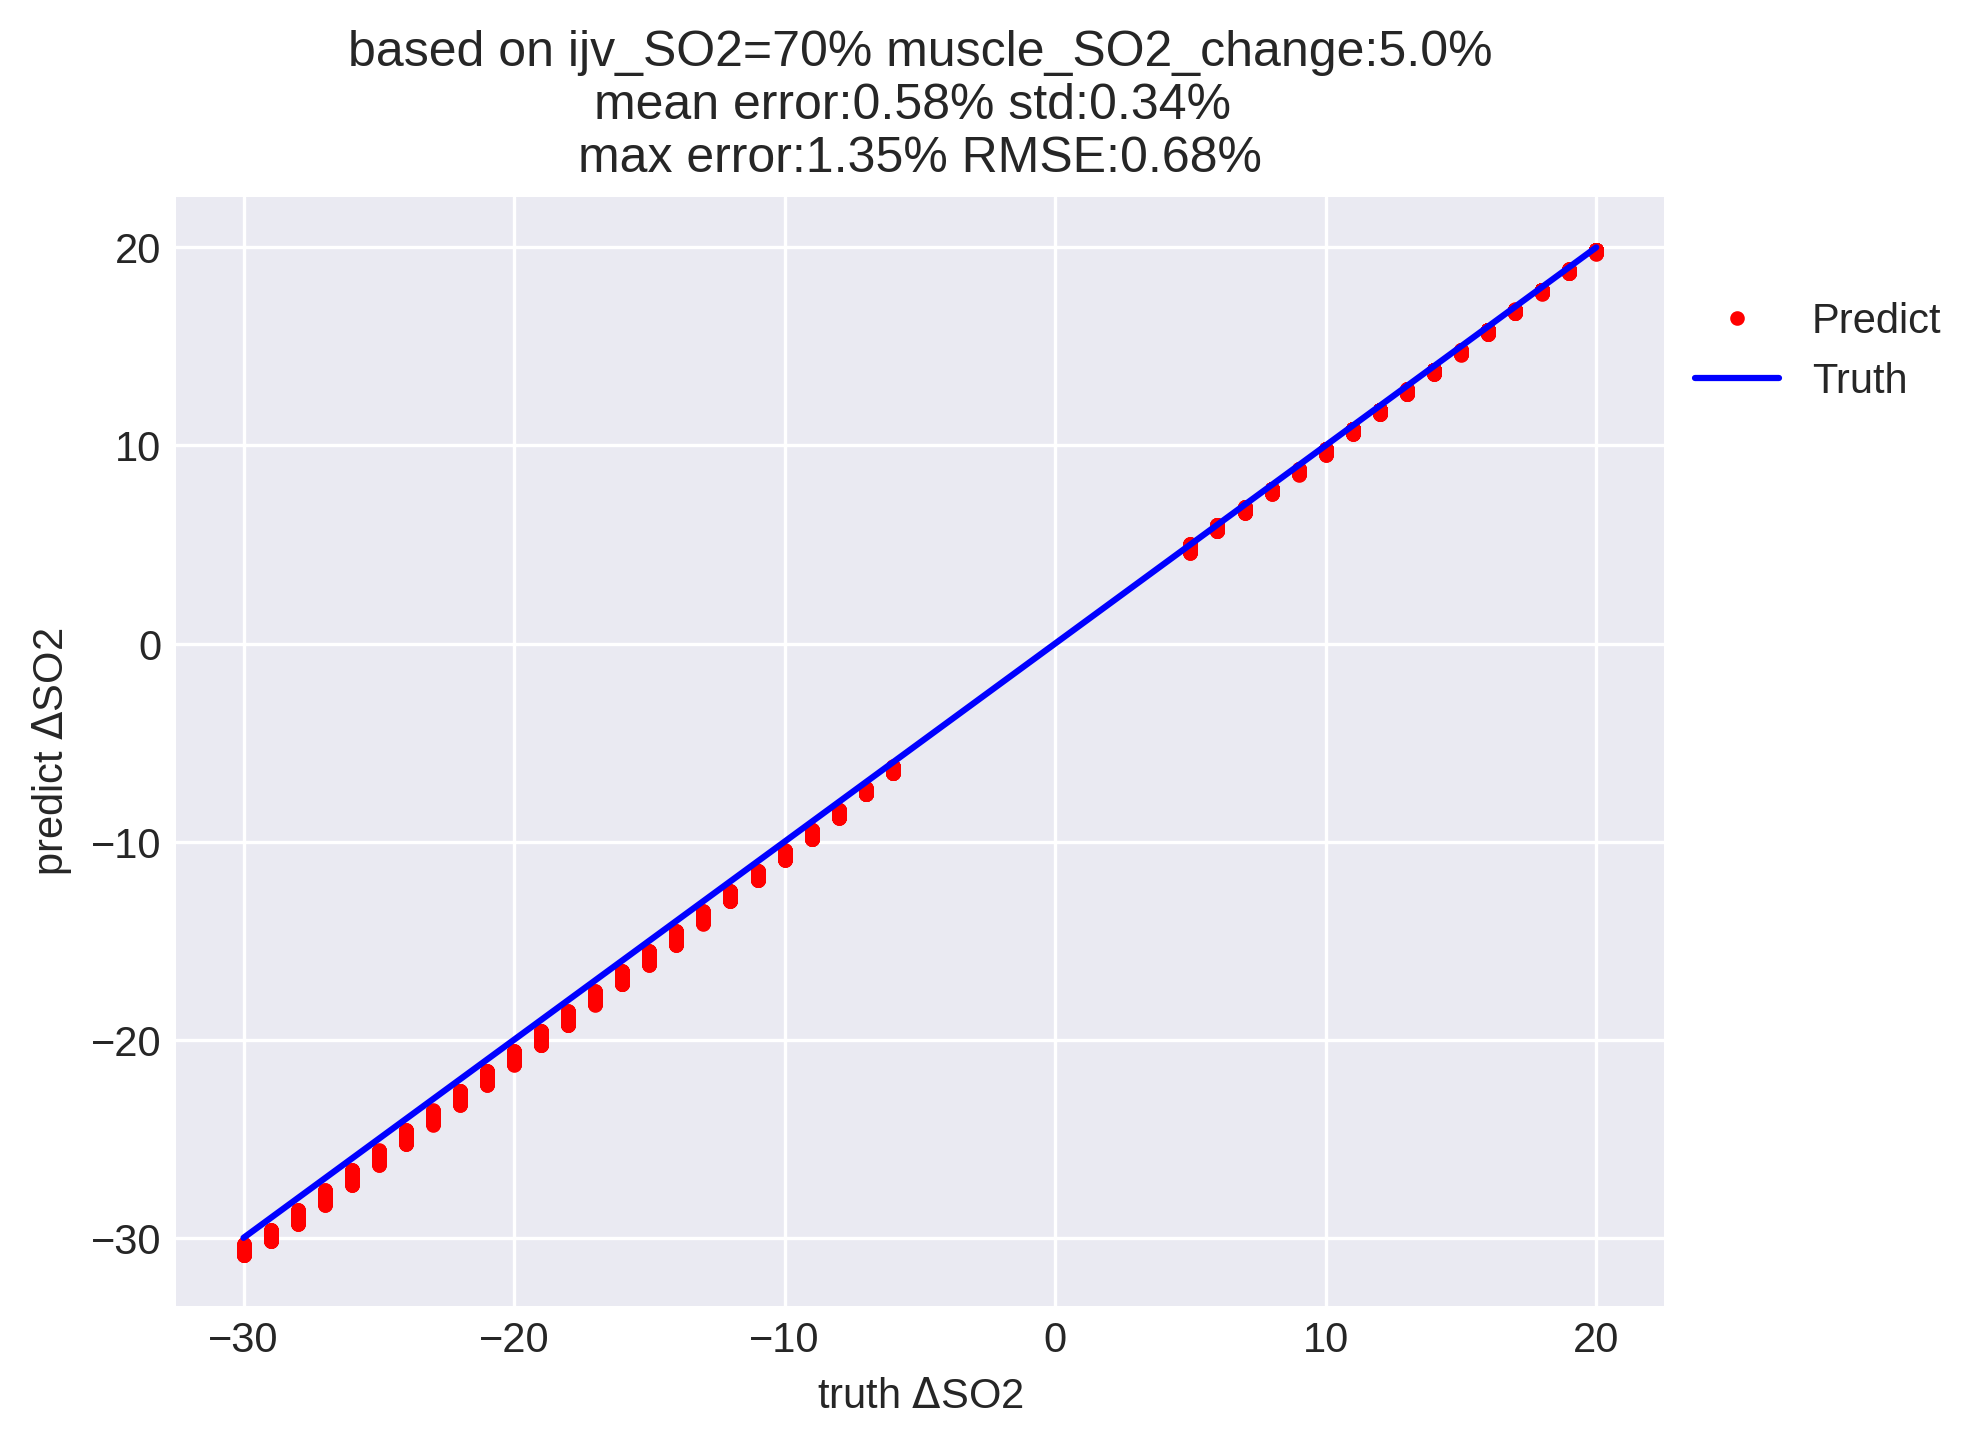 based on ijv_SO2=70% muscle_SO2_change:5.0%
mean error:0.58% std:0.34%
max error:1.35% RMSE:0.68%
20
10
0
−10
−20
−30
predict ΔSO2
−30
−20
−10
0
10
20
truth ΔSO2
Predict
Truth